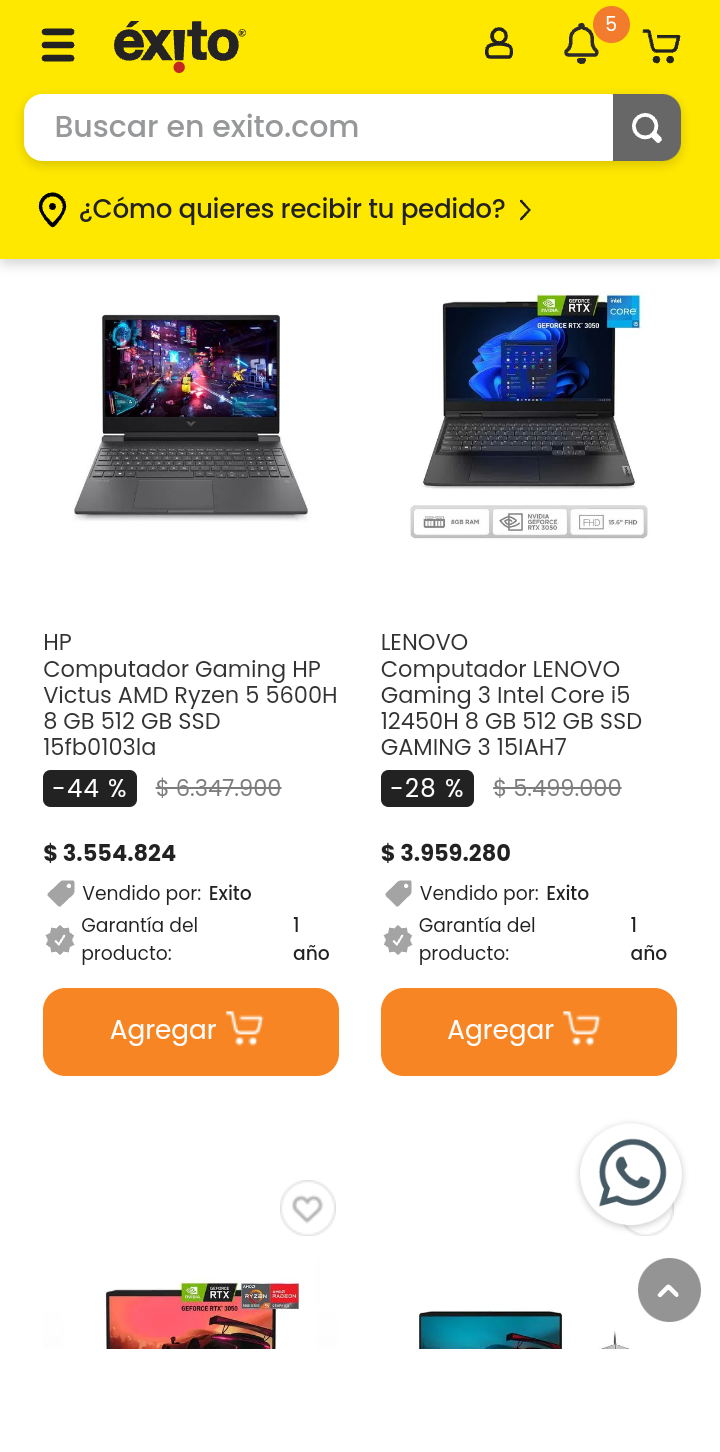 éxito
5
Buscar en exito.com
¿Cómo quieres recibir tu pedido?
NVIDIA GEFORCE RTX
intel CORE i5
GEFORCE RTX 3050
8GB RAM
NVIDIA GEFORCE RTX 3050
FHD 15.6" FHD
HP
Computador Gaming HP
Victus AMD Ryzen 5 5600H
8 GB 512 GB SSD
15fb0103la
-44 % $ 6.347.900
$ 3.554.824
Vendido por: Exito
Garantía del producto: 1 año
LENOVO
Computador LENOVO
Gaming 3 Intel Core i5
12450H 8 GB 512 GB SSD
GAMING 3 15IAH7
-28 % $ 5.499.000
$ 3.959.280
Vendido por: Exito
Garantía del producto: 1 año
Agregar
Agregar
NVIDIA GEFORCE RTX
AMD RYZEN
AMD RADEON
GEFORCE RTX 3050